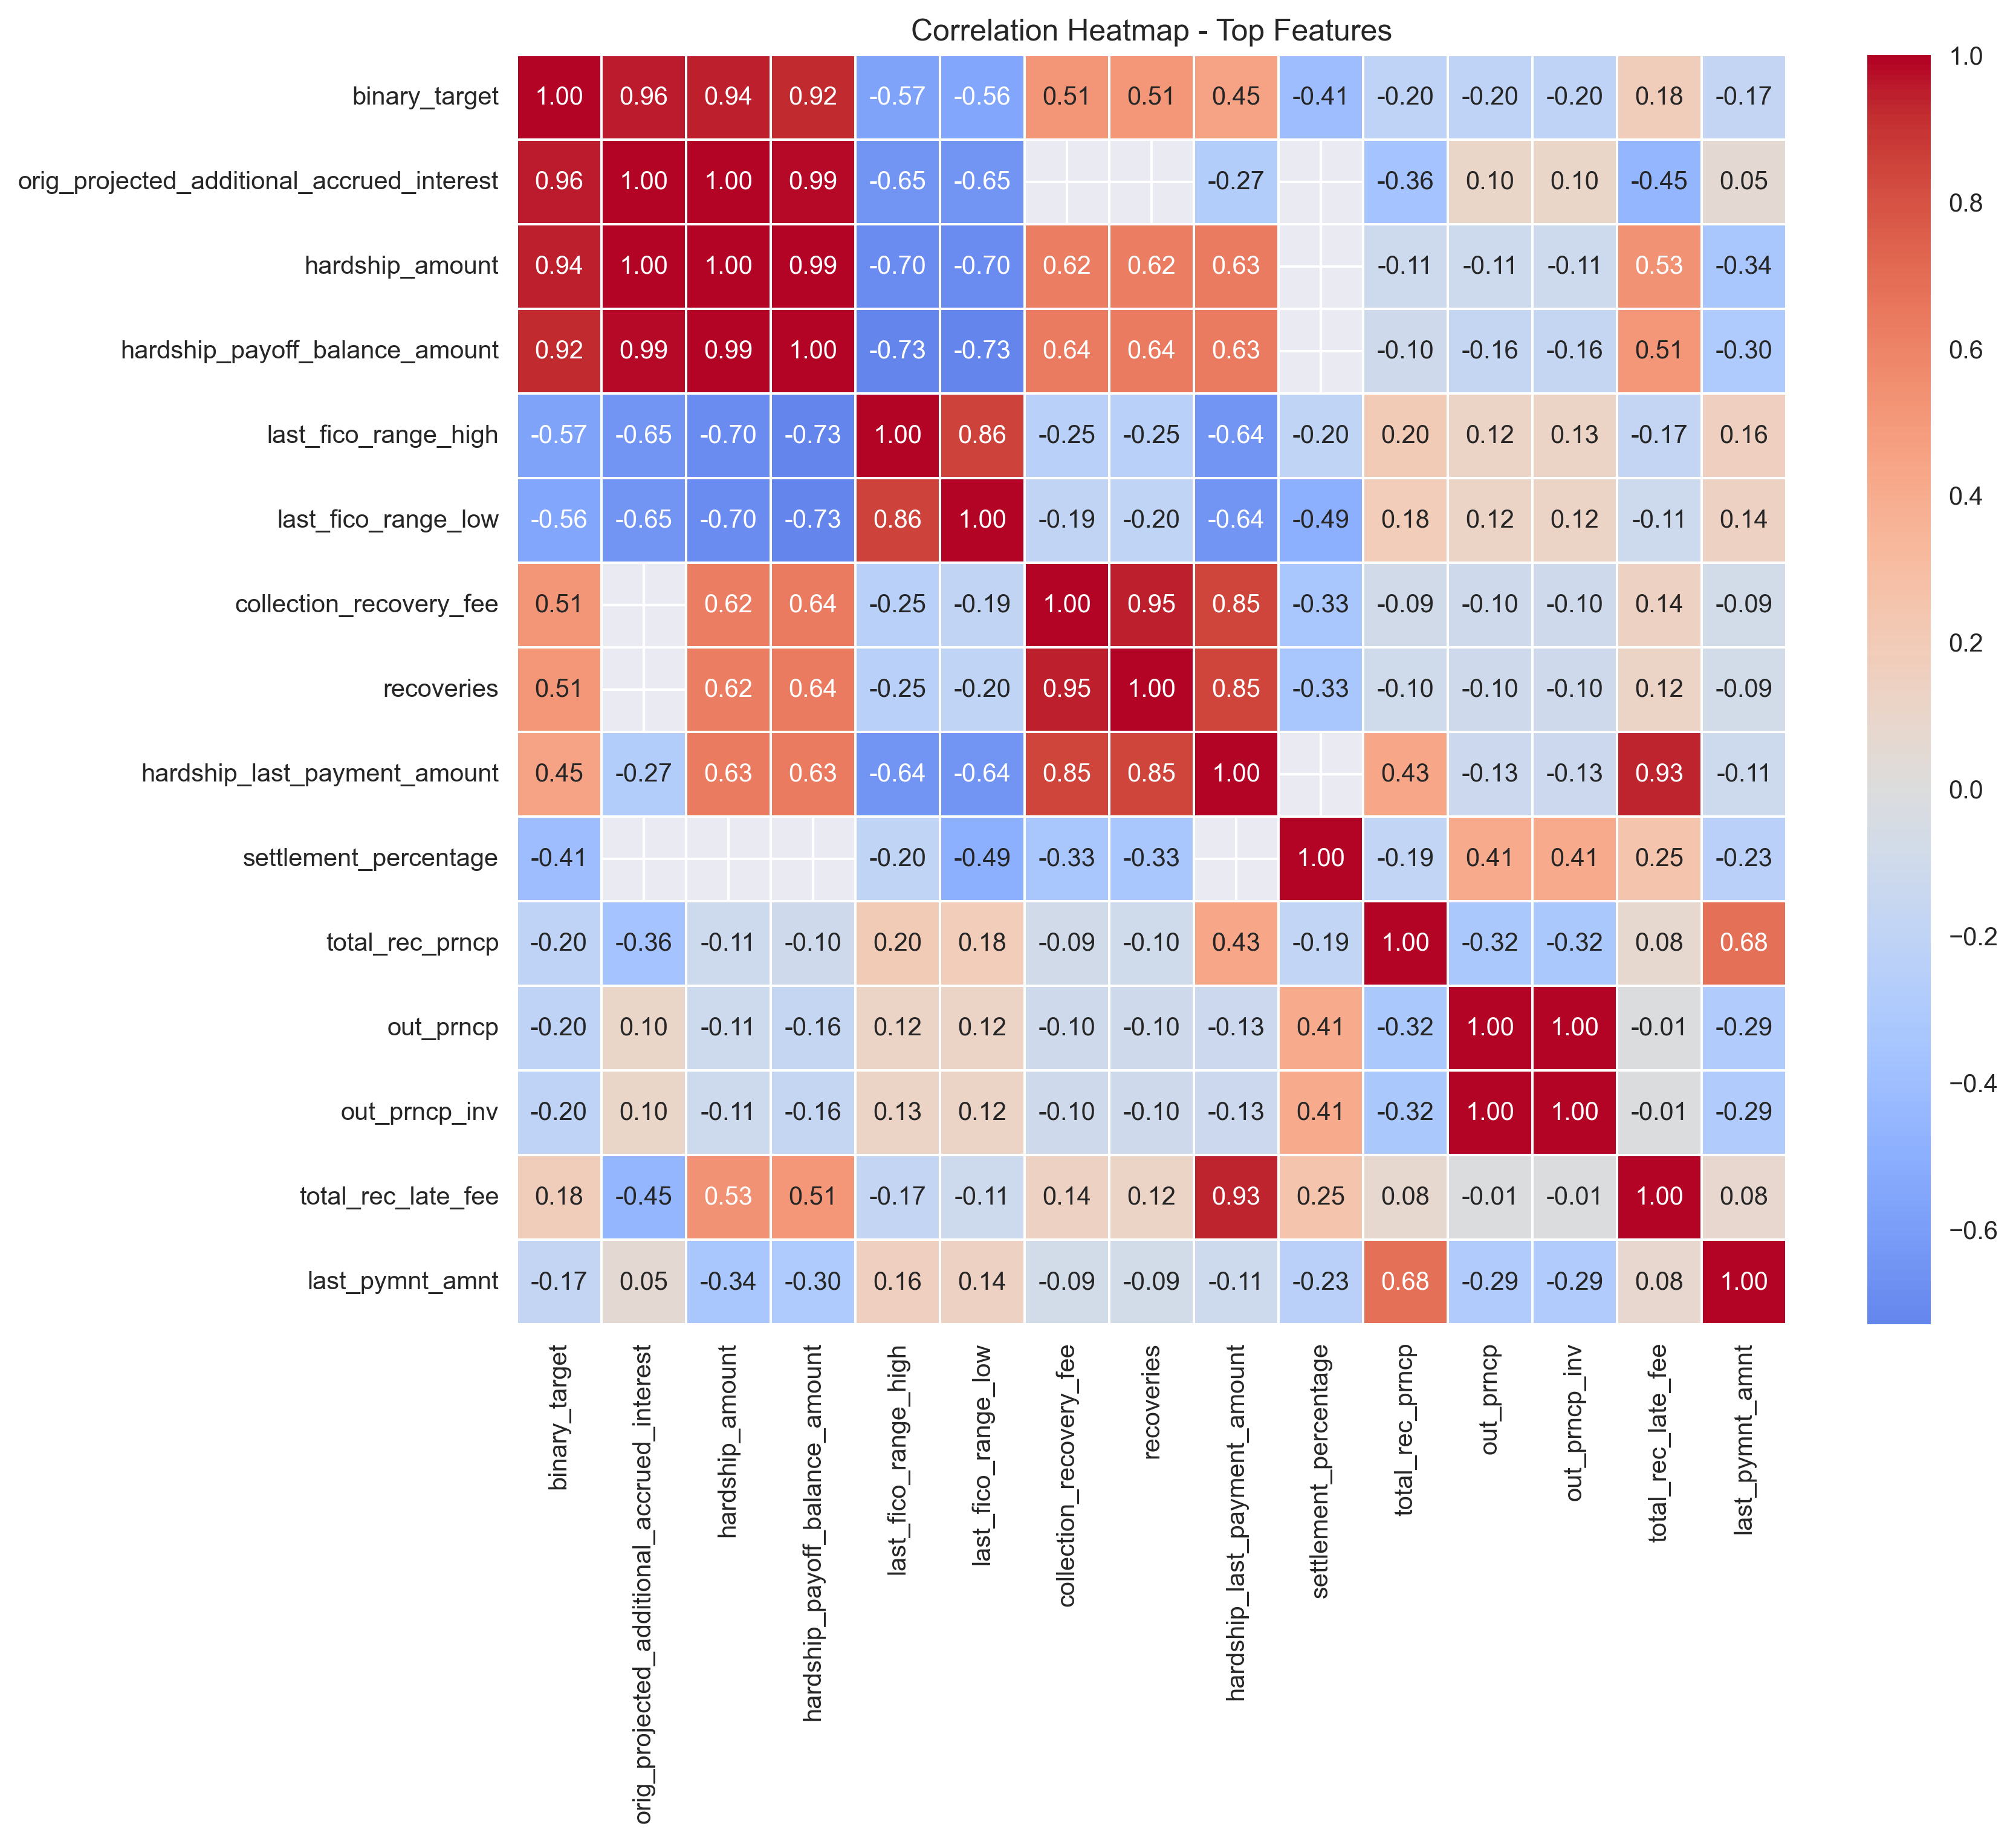 Correlation Heatmap - Top Features
binary_target 1.00 0.96 0.94 0.92 -0.57 -0.56 0.51 0.51 0.45 -0.41 -0.20 -0.20 -0.20 0.18 -0.17
orig_projected_additional_accrued_interest 0.96 1.00 1.00 0.99 -0.65 -0.65 -0.27 -0.36 0.10 0.10 -0.45 0.05
hardship_amount 0.94 1.00 1.00 0.99 -0.70 -0.70 0.62 0.62 0.63 -0.11 -0.11 -0.11 0.53 -0.34
hardship_payoff_balance_amount 0.92 0.99 0.99 1.00 -0.73 -0.73 0.64 0.64 0.63 -0.10 -0.16 -0.16 0.51 -0.30
last_fico_range_high -0.57 -0.65 -0.70 -0.73 1.00 0.86 -0.25 -0.25 -0.64 -0.20 0.20 0.12 0.13 -0.17 0.16
last_fico_range_low -0.56 -0.65 -0.70 -0.73 0.86 1.00 -0.19 -0.20 -0.64 -0.49 0.18 0.12 0.12 -0.11 0.14
collection_recovery_fee 0.51 0.62 0.64 -0.25 -0.19 1.00 0.95 0.85 -0.33 -0.09 -0.10 -0.10 0.14 -0.09
recoveries 0.51 0.62 0.64 -0.25 -0.20 0.95 1.00 0.85 -0.33 -0.10 -0.10 -0.10 0.12 -0.09
hardship_last_payment_amount 0.45 -0.27 0.63 0.63 -0.64 -0.64 0.85 0.85 1.00 0.43 -0.13 -0.13 0.93 -0.11
settlement_percentage -0.41 -0.20 -0.49 -0.33 -0.33 1.00 -0.19 0.41 0.41 0.25 -0.23
total_rec_prncp -0.20 -0.36 -0.11 -0.10 0.20 0.18 -0.09 -0.10 0.43 -0.19 1.00 -0.32 -0.32 0.08 0.68
out_prncp -0.20 0.10 -0.11 -0.16 0.12 0.12 -0.10 -0.10 -0.13 0.41 -0.32 1.00 1.00 -0.01 -0.29
out_prncp_inv -0.20 0.10 -0.11 -0.16 0.13 0.12 -0.10 -0.10 -0.13 0.41 -0.32 1.00 1.00 -0.01 -0.29
total_rec_late_fee 0.18 -0.45 0.53 0.51 -0.17 -0.11 0.14 0.12 0.93 0.25 0.08 -0.01 -0.01 1.00 0.08
last_pymnt_amnt -0.17 0.05 -0.34 -0.30 0.16 0.14 -0.09 -0.09 -0.11 -0.23 0.68 -0.29 -0.29 0.08 1.00
binary_target
orig_projected_additional_accrued_interest
hardship_amount
hardship_payoff_balance_amount
last_fico_range_high
last_fico_range_low
collection_recovery_fee
recoveries
hardship_last_payment_amount
settlement_percentage
total_rec_prncp
out_prncp
out_prncp_inv
total_rec_late_fee
last_pymnt_amnt
1.0
0.8
0.6
0.4
0.2
0.0
−0.2
−0.4
−0.6